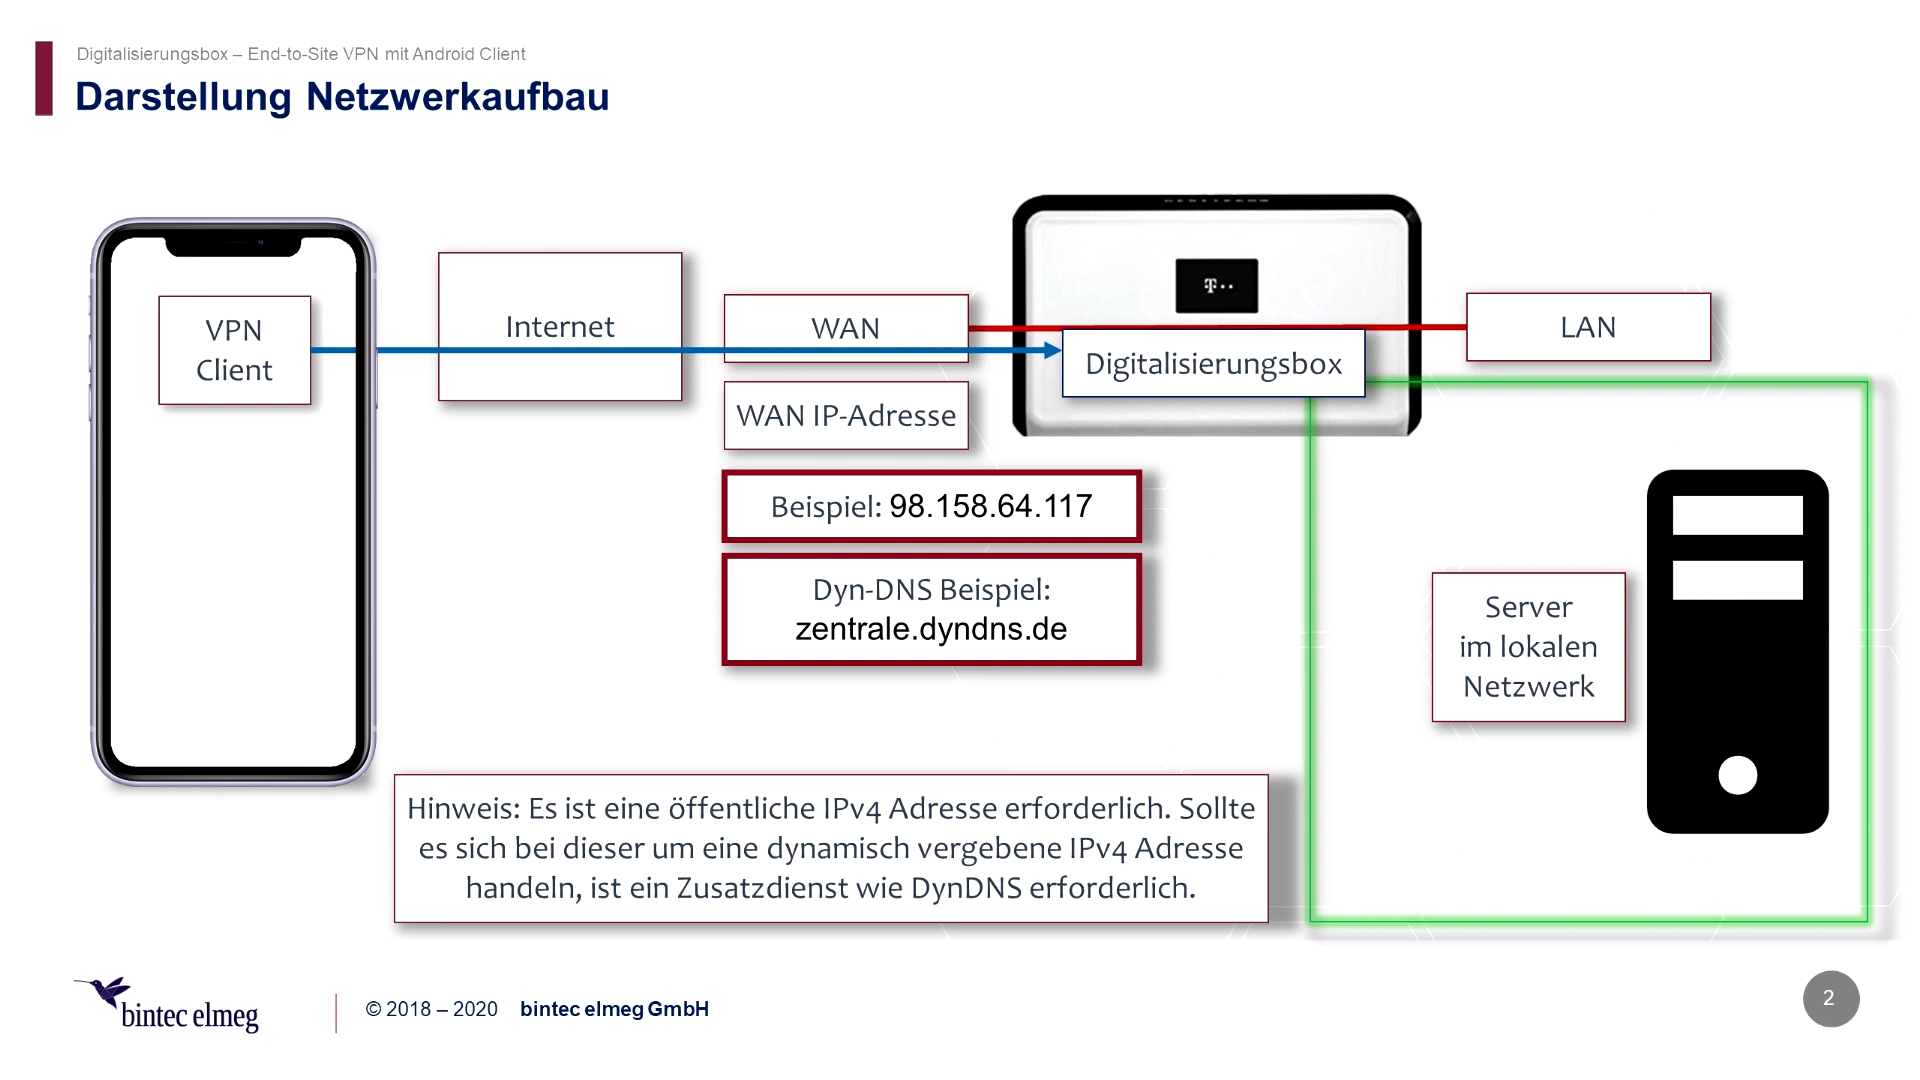 Digitalisierungsbox – End-to-Site VPN mit Android Client
Darstellung Netzwerkaufbau
VPN
Client
Internet
WAN
WAN IP-Adresse
Beispiel: 98.158.64.117
Dyn-DNS Beispiel:
zentrale.dyndns.de
T··
Digitalisierungsbox
LAN
Server
im lokalen
Netzwerk
Hinweis: Es ist eine öffentliche IPv4 Adresse erforderlich. Sollte
es sich bei dieser um eine dynamisch vergebene IPv4 Adresse
handeln, ist ein Zusatzdienst wie DynDNS erforderlich.
bintec elmeg
© 2018 – 2020 bintec elmeg GmbH
2